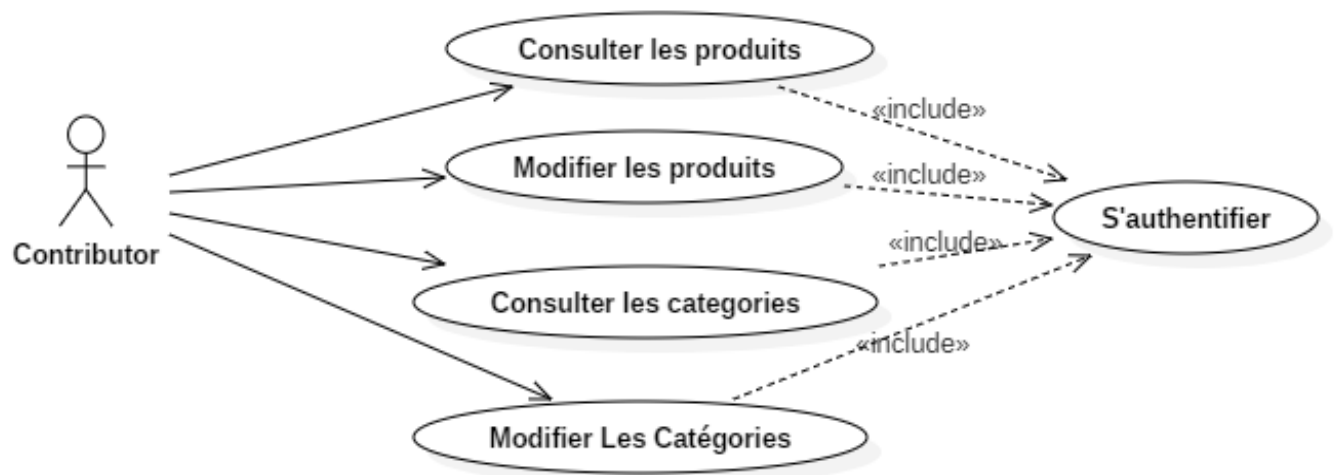 Consulter les produits
«include»
Modifier les produits
«include»
S'authentifier
Contributor
«include»
Consulter les categories
«include»
Modifier Les Catégories